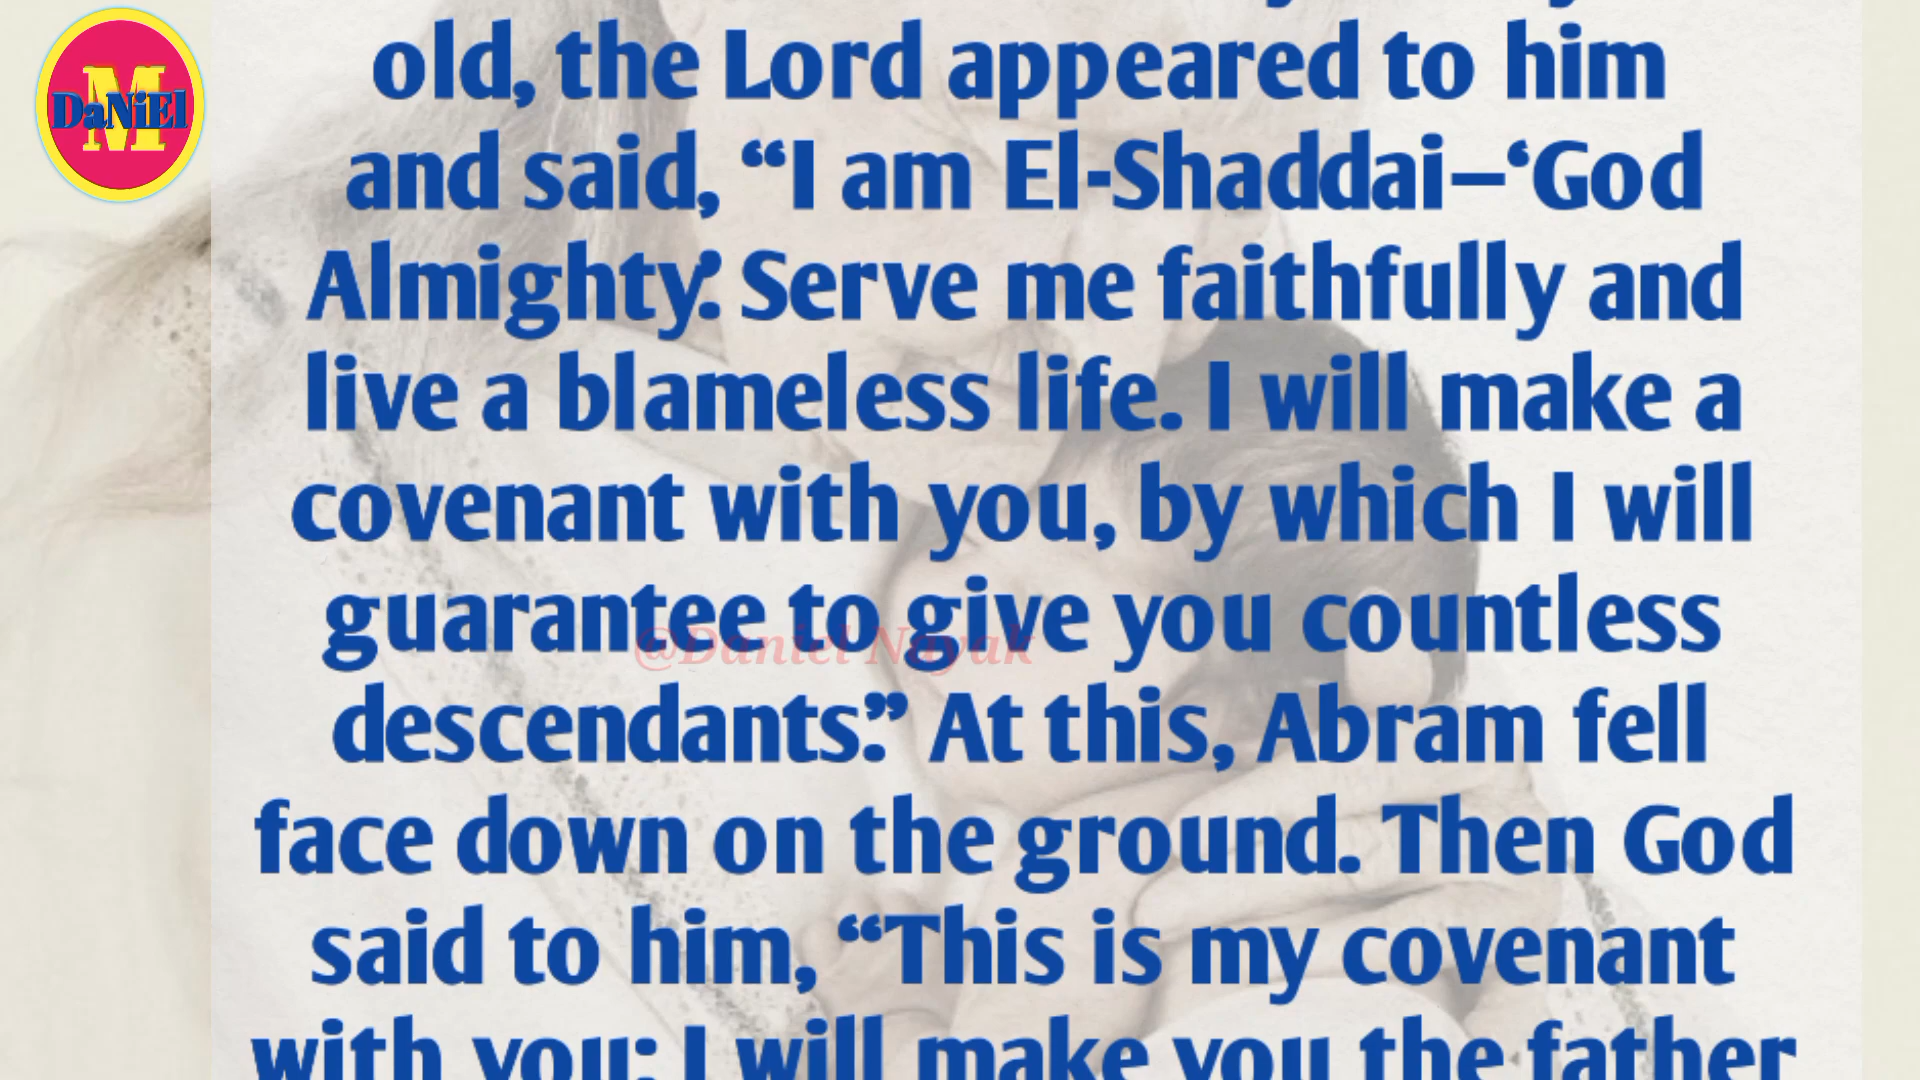 M
DaNiEl
old, the Lord appeared to him
and said, “I am El-Shaddai—‘God
Almighty.’ Serve me faithfully and
live a blameless life. I will make a
covenant with you, by which I will
guarantee to give you countless
@Daniel Nayak
descendants.” At this, Abram fell
face down on the ground. Then God
said to him, “This is my covenant
with you: I will make you the father